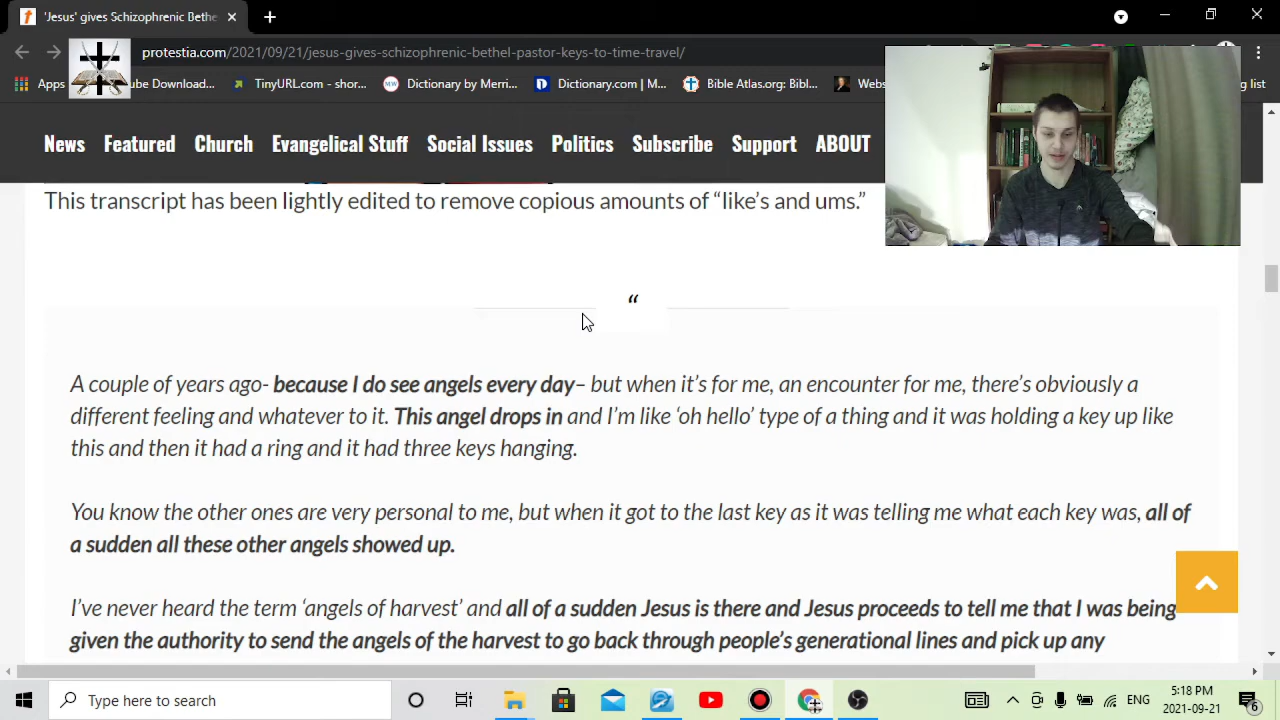 'Jesus' gives Schizophrenic Beth
protestia.com/2021/09/21/jesus-gives-schizophrenic-bethel-pastor-keys-to-time-travel/
Apps
ube Download...
TinyURL.com - shor...
Dictionary by Merri...
Dictionary.com | M...
Bible Atlas.org: Bibl...
Webs
ng list
News Featured Church Evangelical Stuff Social Issues Politics Subscribe Support ABOUT
This transcript has been lightly edited to remove copious amounts of “like’s and ums.”
“
A couple of years ago- because I do see angels every day– but when it’s for me, an encounter for me, there’s obviously a
different feeling and whatever to it. This angel drops in and I’m like ‘oh hello’ type of a thing and it was holding a key up like
this and then it had a ring and it had three keys hanging.
You know the other ones are very personal to me, but when it got to the last key as it was telling me what each key was, all of
a sudden all these other angels showed up.
I’ve never heard the term ‘angels of harvest’ and all of a sudden Jesus is there and Jesus proceeds to tell me that I was being
given the authority to send the angels of the harvest to go back through people’s generational lines and pick up any
Type here to search
ENG
5:18 PM
2021-09-21
6